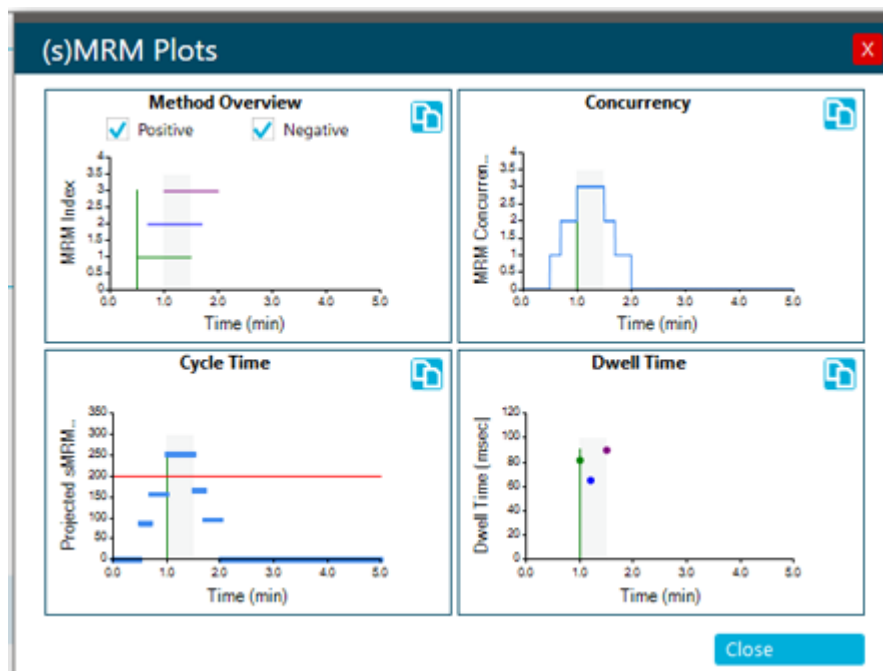 (s)MRM Plots
X
Method Overview
Positive Negative
MRM Index
4
3.5
3
2.5
2
1.5
1
0.5
0
0.0 1.0 2.0 3.0 4.0 5.0
Time (min)
Concurrency
MRM Concurren...
4
3.5
3
2.5
2
1.5
1
0.5
0
0.0 1.0 2.0 3.0 4.0 5.0
Time (min)
Cycle Time
Projected sMRM...
350
300
250
200
150
100
50
0
0.0 1.0 2.0 3.0 4.0 5.0
Time (min)
Dwell Time
Dwell Time [msec]
120
100
80
60
40
20
0
0.0 1.0 2.0 3.0 4.0 5.0
Time (min)
Close